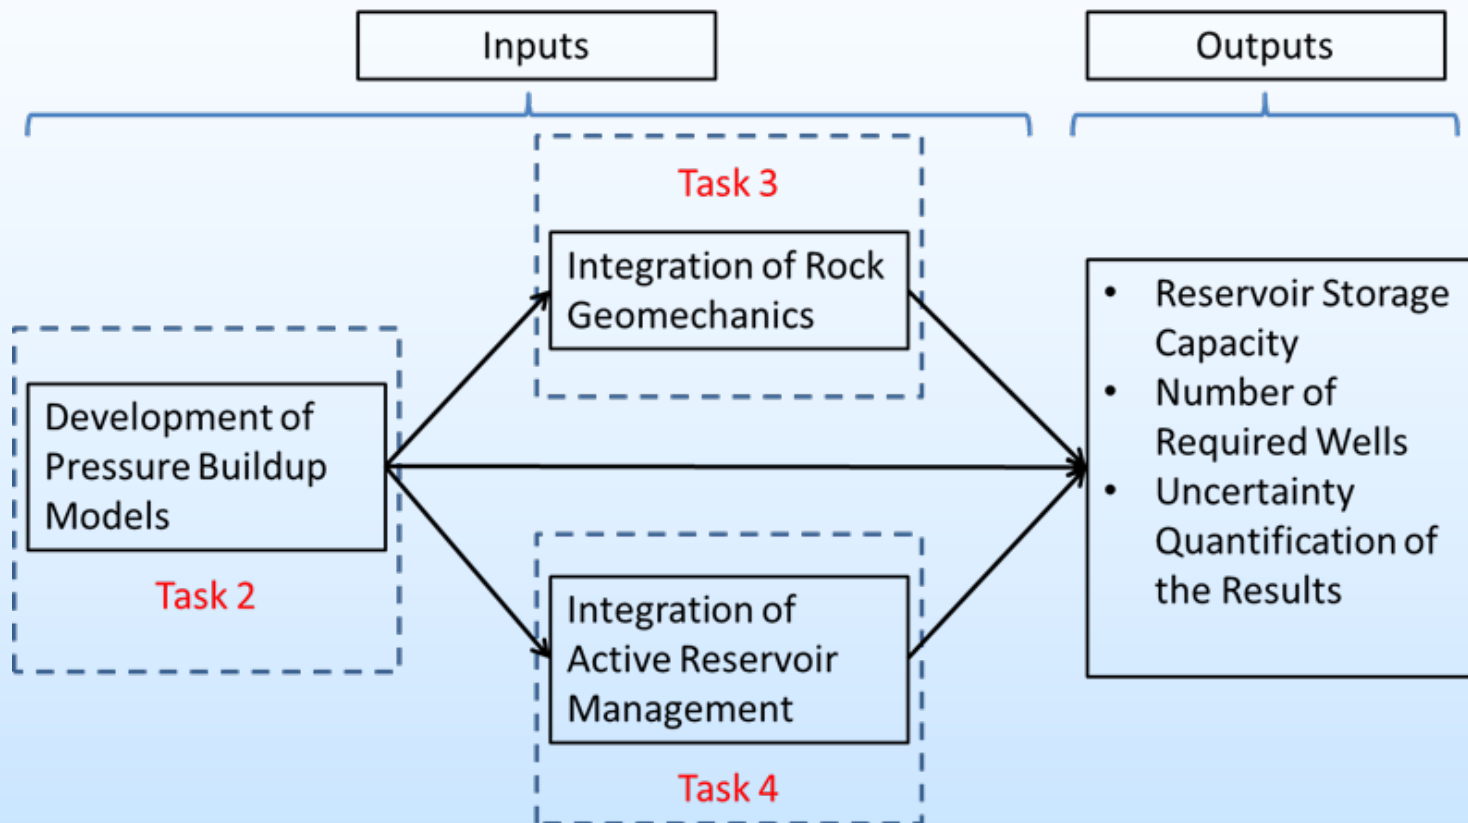 Inputs
Outputs
Task 3
Integration of Rock
Geomechanics
Development of
Pressure Buildup
Models
Task 2
Integration of
Active Reservoir
Management
Task 4
• Reservoir Storage
Capacity
• Number of
Required Wells
• Uncertainty
Quantification of
the Results